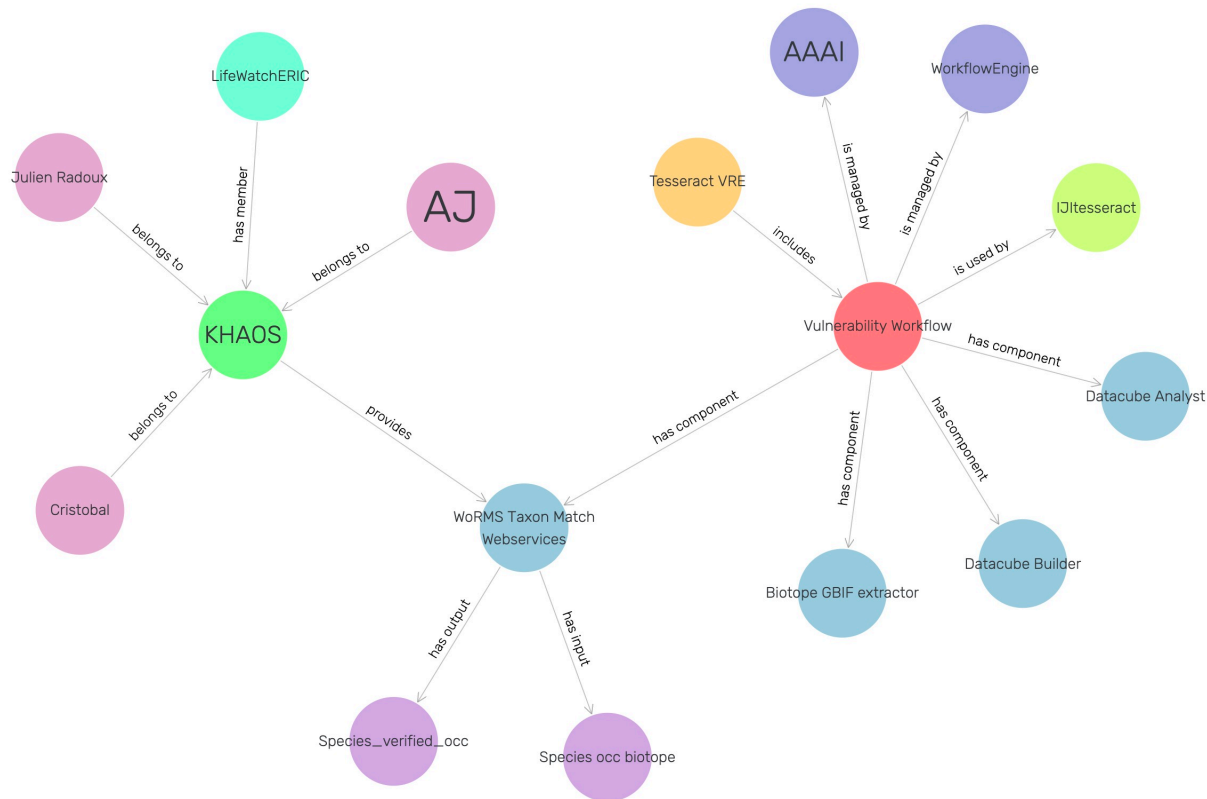 AAAI
WorkflowEngine
LifeWatchERIC
Julien Radoux
Tesseract VRE
IJItesseract
AJ
has member
is managed by
is managed by
belongs to
belongs to
includes
is used by
KHAOS
Vulnerability Workflow
has component
Datacube Analyst
belongs to
provides
has component
has component
has component
Cristobal
WoRMS Taxon Match
Webservices
Datacube Builder
Biotope GBIF extractor
has output
has input
Species_verified_occ
Species occ biotope